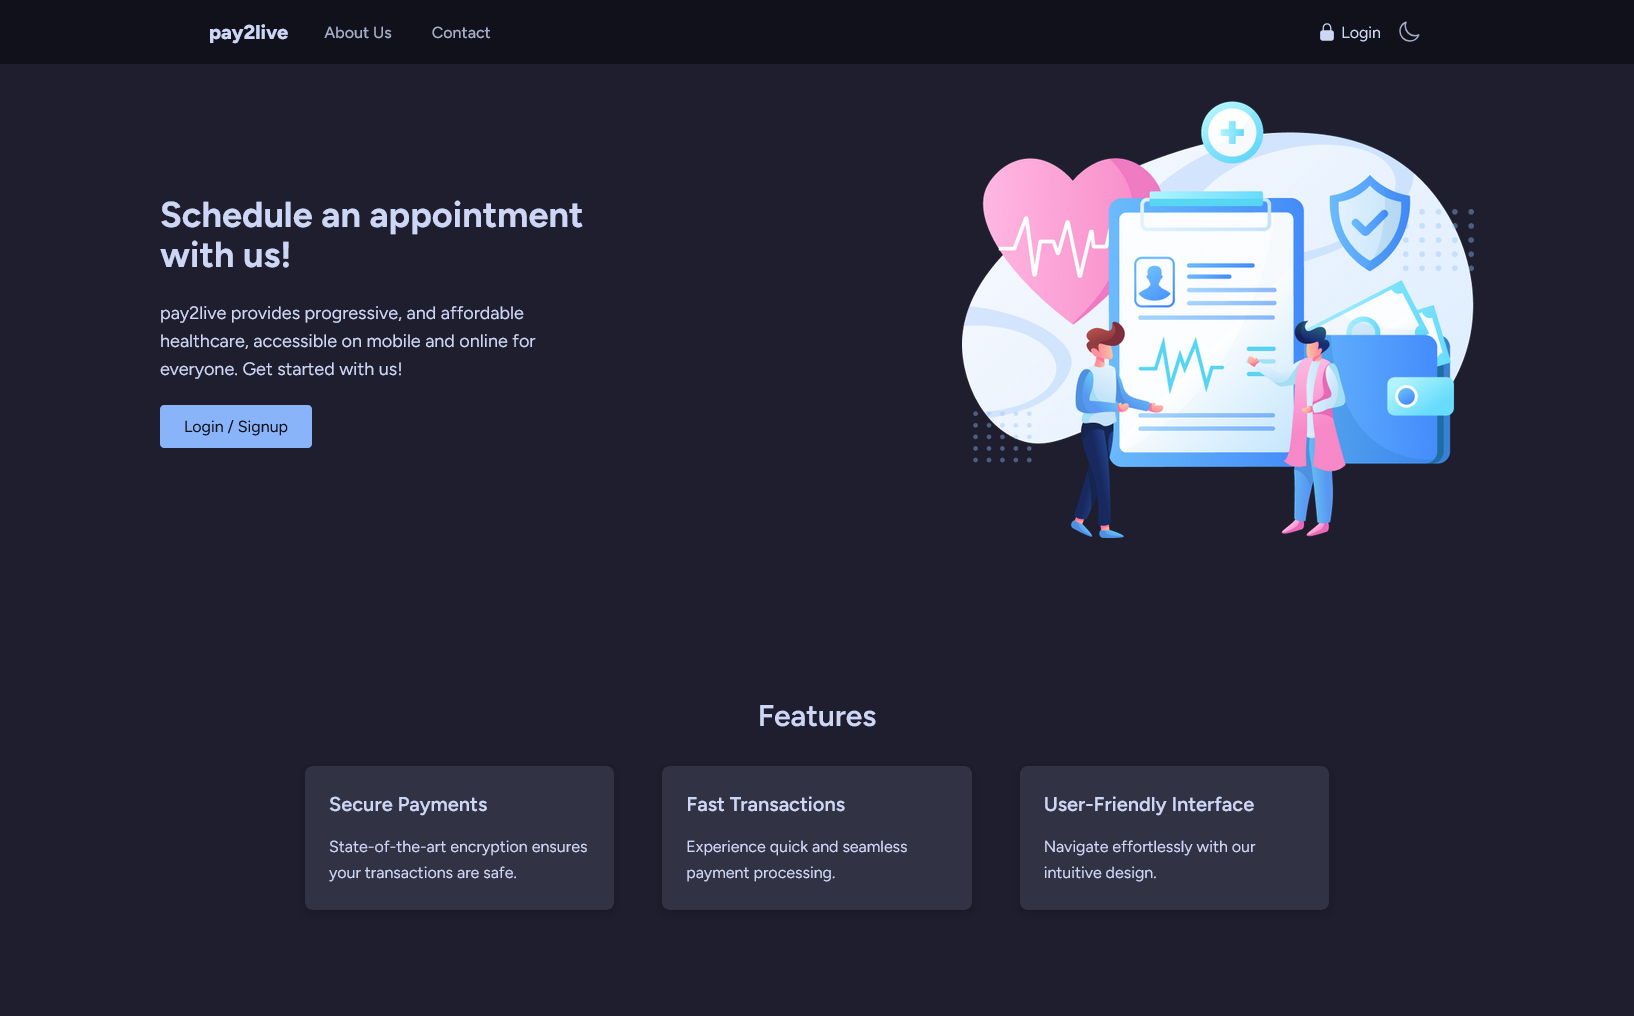 pay2live
About Us
Contact
Login
Schedule an appointment
with us!
pay2live provides progressive, and affordable
healthcare, accessible on mobile and online for
everyone. Get started with us!
Login / Signup
Features
Secure Payments
State-of-the-art encryption ensures
your transactions are safe.
Fast Transactions
Experience quick and seamless
payment processing.
User-Friendly Interface
Navigate effortlessly with our
intuitive design.